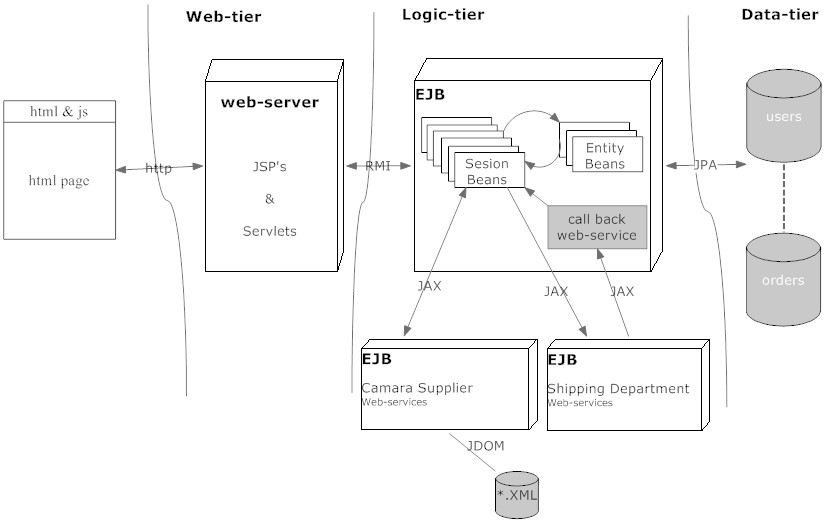 Web-tier
Logic-tier
Data-tier
html & js
html page
http
web-server
JSP's
&
Servlets
RMI
EJB
Sesion
Beans
Entity
Beans
call back
web-service
JPA
users
orders
JAX
JAX
JAX
EJB
Camara Supplier
Web-services
EJB
Shipping Department
Web-services
JDOM
*.XML